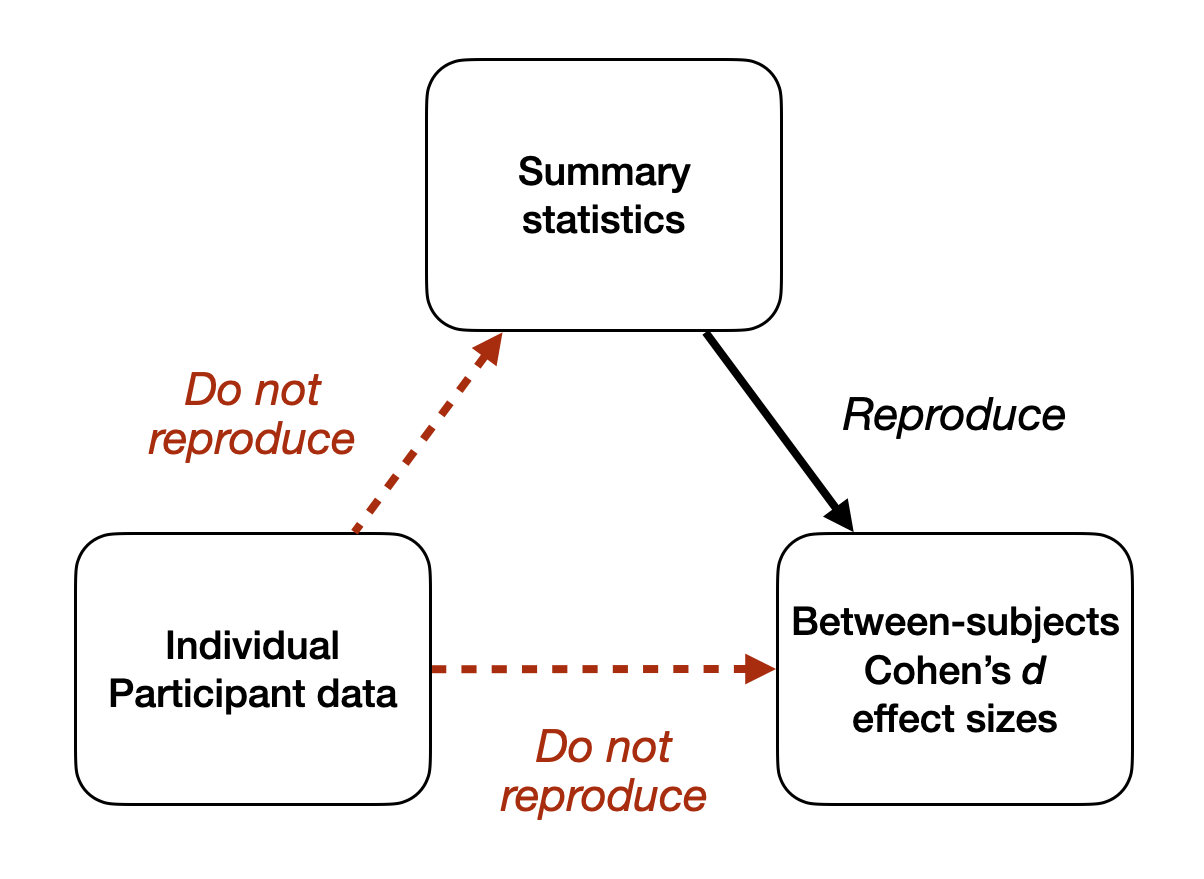 Summary
statistics
Do not
reproduce
Reproduce
Individual
Participant data
Between-subjects
Cohen’s d
effect sizes
Do not
reproduce